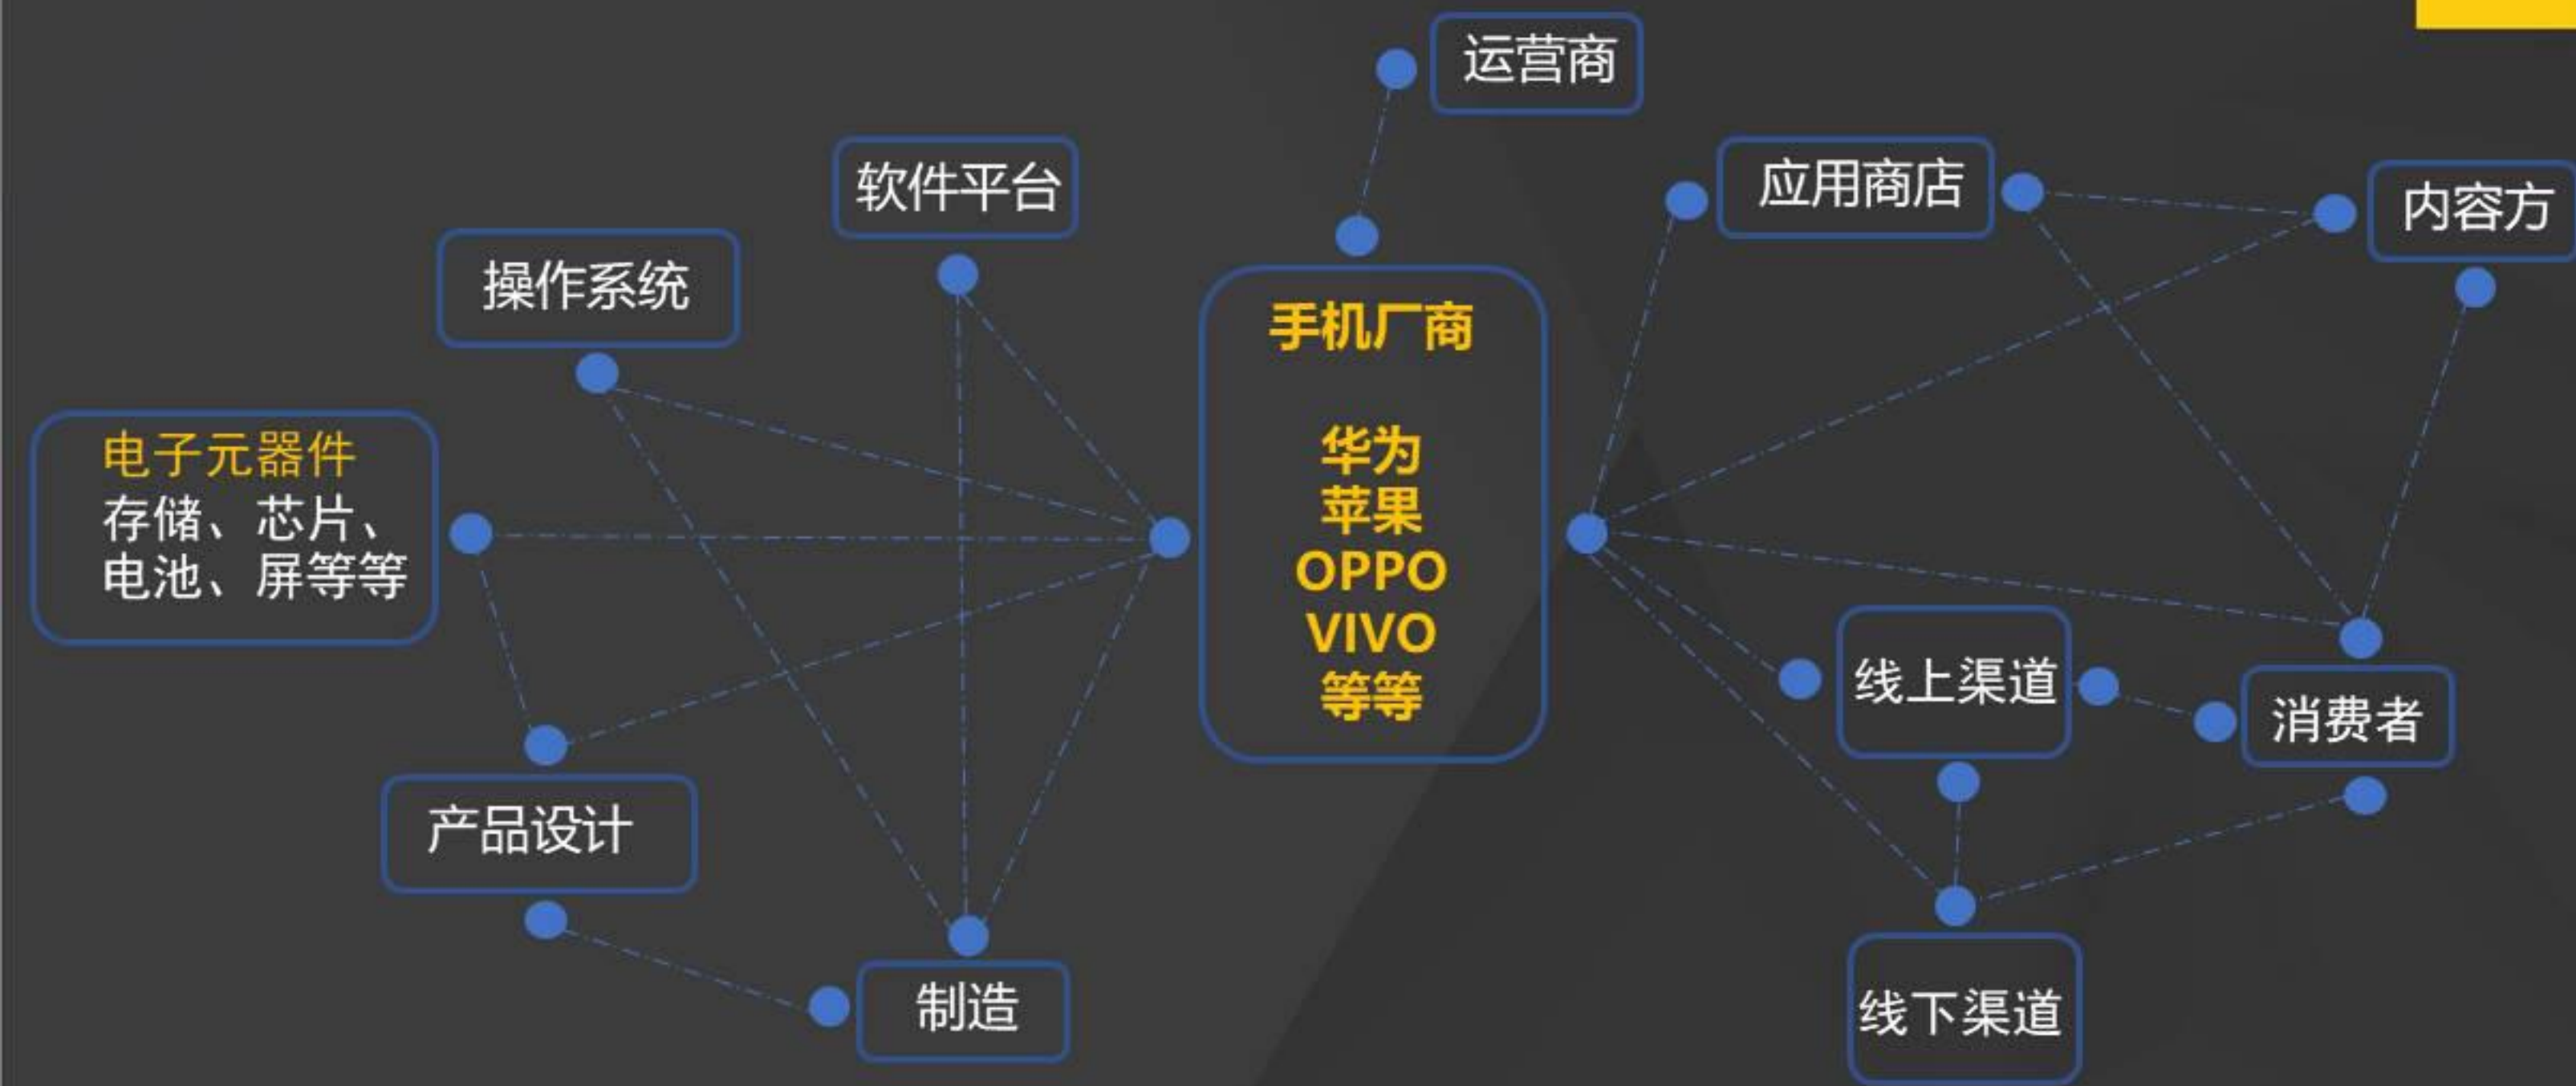 运营商
软件平台
应用商店
内容方
操作系统
手机厂商
华为
苹果
OPPO
VIVO
等等
电子元器件
存储、芯片、
电池、屏等等
线上渠道
消费者
产品设计
制造
线下渠道